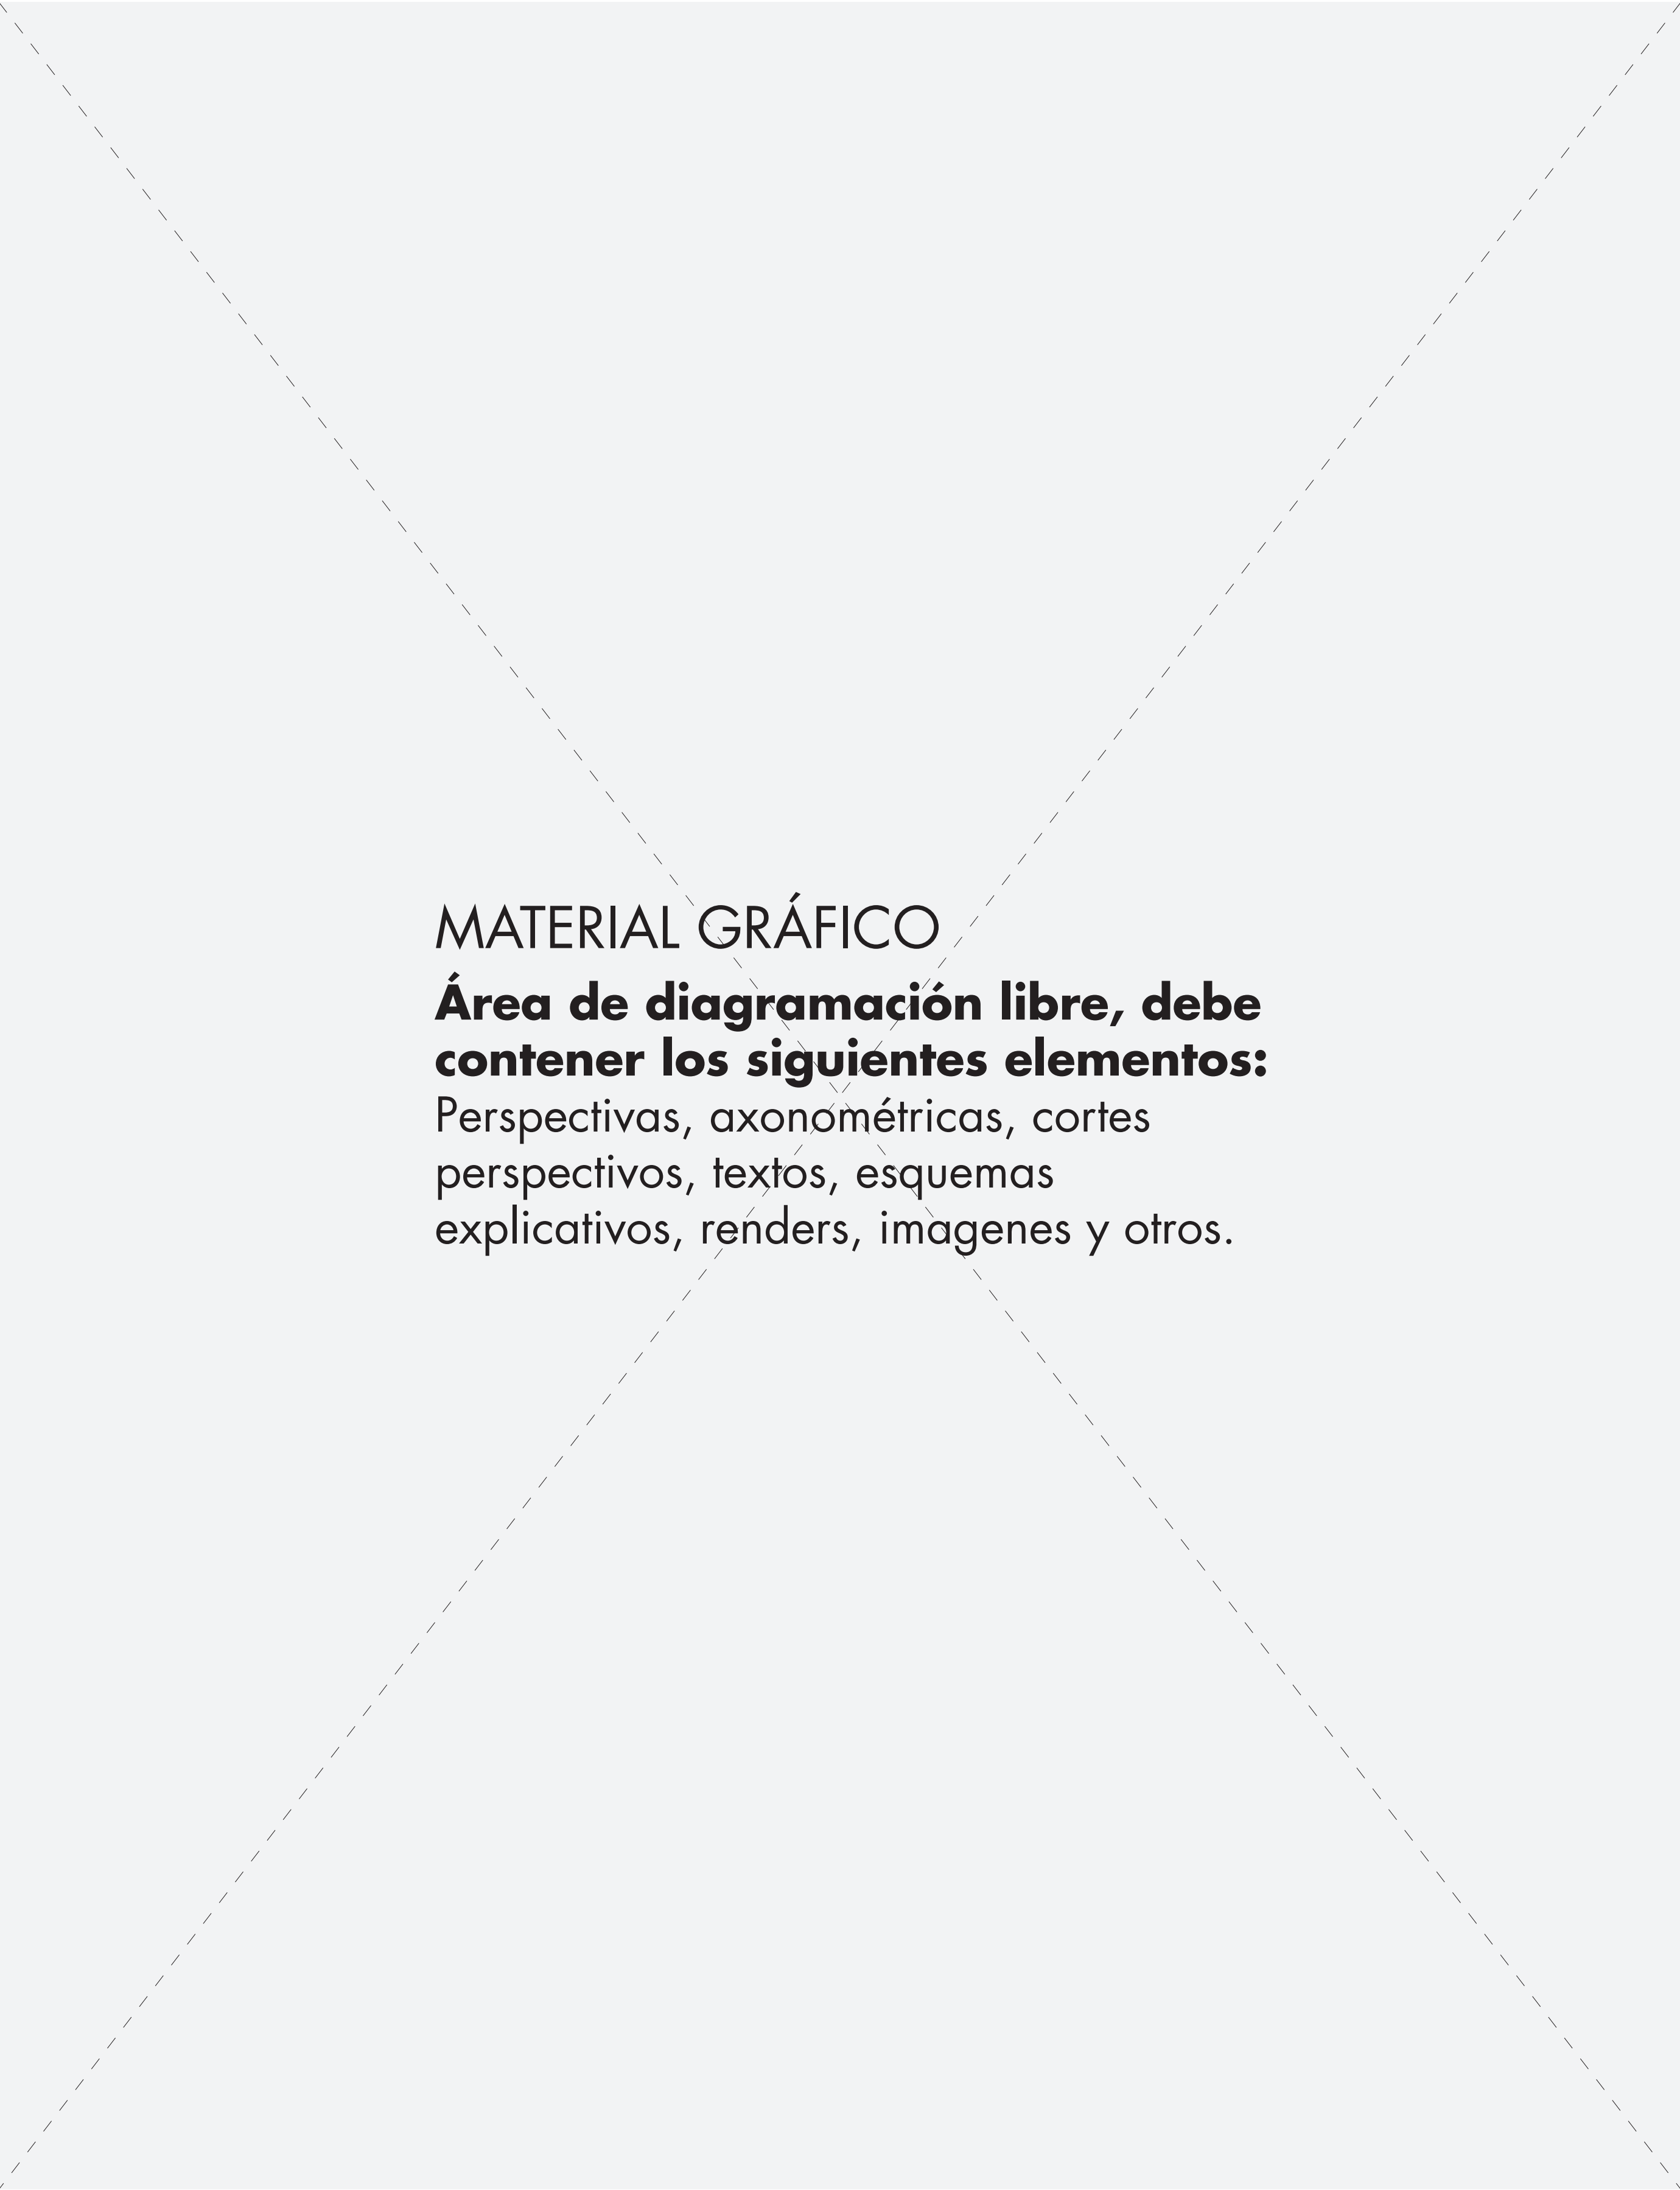 MATERIAL GRÁFICO
Área de diagramación libre, debe
contener los siguientes elementos:
Perspectivas, axonométricas, cortes
perspectivos, textos, esquemas
explicativos, renders, imagenes y otros.